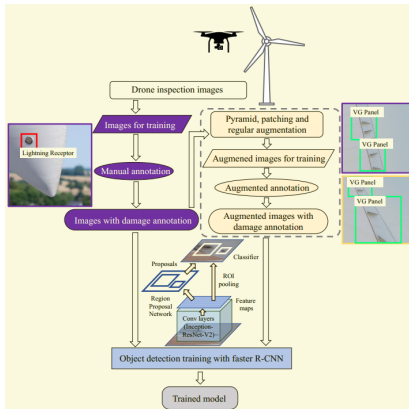 Drone inspection images
Images for training
Manual annotation
Images with damage annotation
Lightning Receptor
Pyramid, patching and
regular augmentation
Augmened images for training
Augmented annotation
Augmented images with
damage annotation
VG Panel
VG Panel
VG Panel
VG Panel
Proposals
Classifier
ROI
pooling
Region
Proposal
Network
Feature
maps
Conv layers
(Inception-
ResNet-V2)
Object detection training with faster R-CNN
Trained model